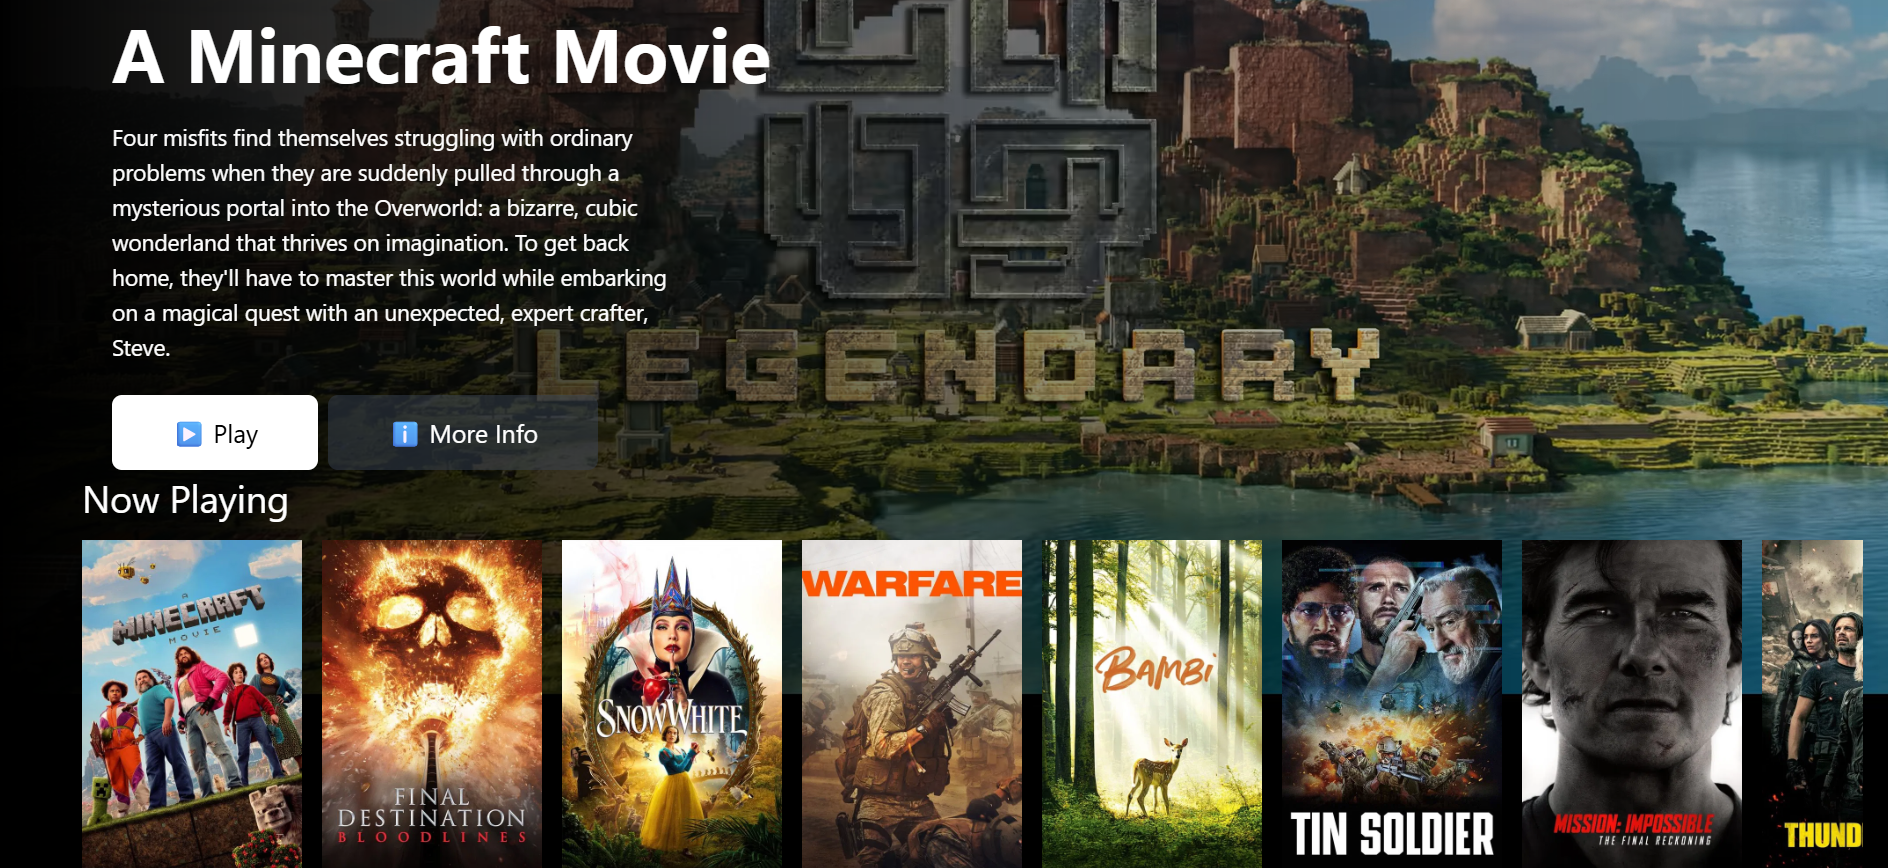 A Minecraft Movie
Four misfits find themselves struggling with ordinary
problems when they are suddenly pulled through a
mysterious portal into the Overworld: a bizarre, cubic
wonderland that thrives on imagination. To get back
home, they'll have to master this world while embarking
on a magical quest with an unexpected, expert crafter,
Steve.
LEGENDARY
Play
More Info
Now Playing
A
MINECRAFT
MOVIE
FINAL
DESTINATION
BLOODLINES
SNOW WHITE
WARFARE
BAMBI
TIN SOLDIER
MISSION: IMPOSSIBLE
THE FINAL RECKONING
THUND